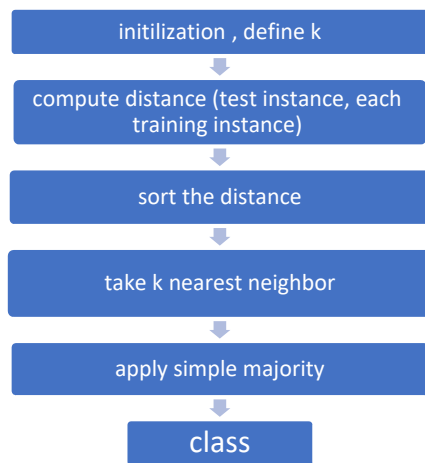 initilization , define k
compute distance (test instance, each
training instance)
sort the distance
take k nearest neighbor
apply simple majority
class